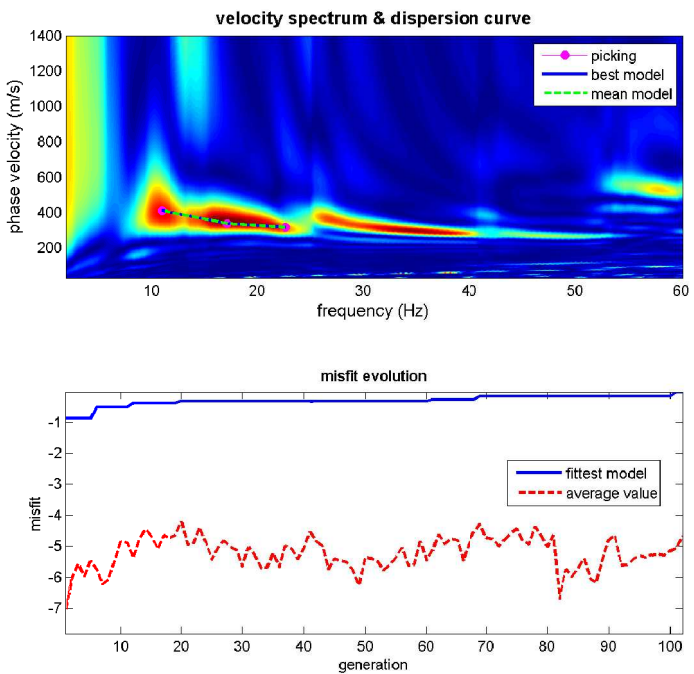 velocity spectrum & dispersion curve
phase velocity (m/s)
1400
1200
1000
800
600
400
200
picking
best model
mean model
10 20 30 40 50 60
frequency (Hz)
misfit evolution
misfit
-1
-2
-3
-4
-5
-6
-7
fittest model
average value
10 20 30 40 50 60 70 80 90 100
generation